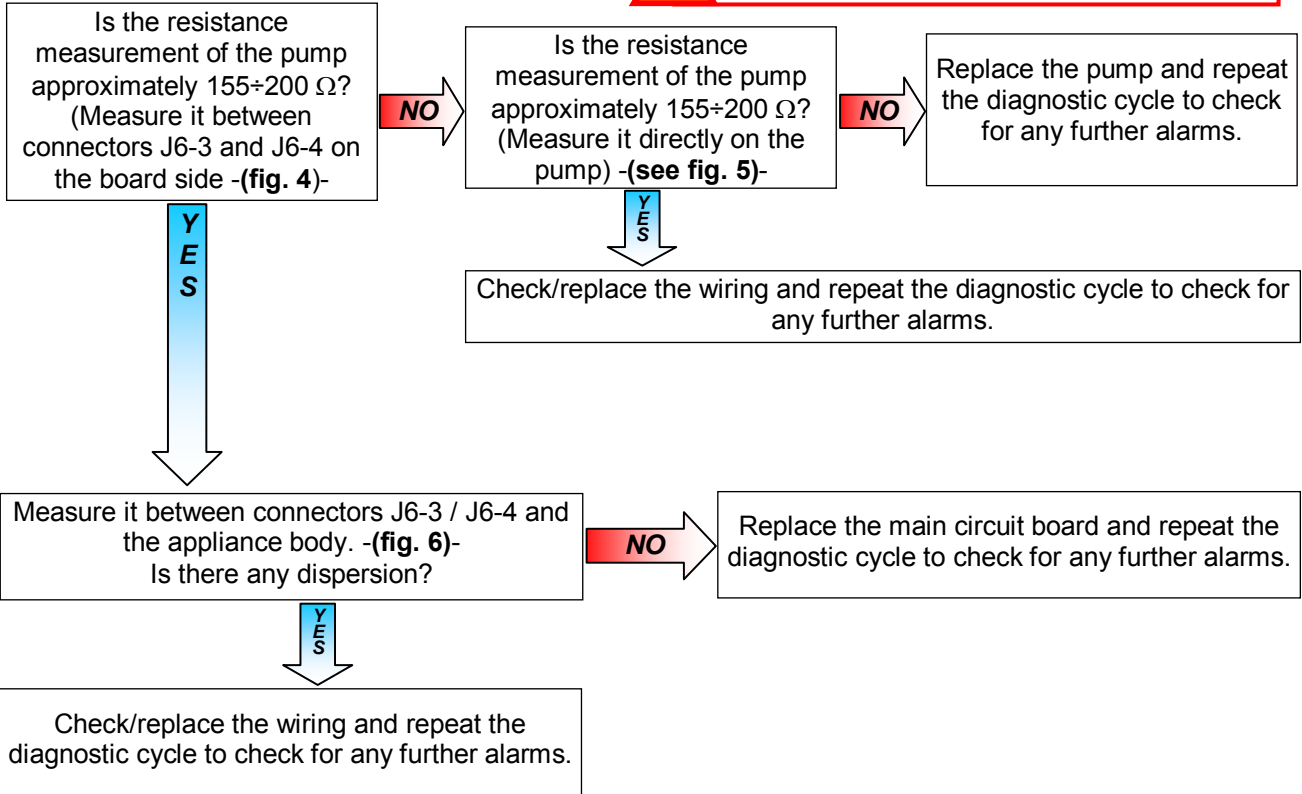 Is the resistance
measurement of the pump
approximately 155÷200 Ω?
(Measure it between
connectors J6-3 and J6-4 on
the board side -(fig. 4)-
NO
Is the resistance
measurement of the pump
approximately 155÷200 Ω?
(Measure it directly on the
pump) -(see fig. 5)-
NO
Replace the pump and repeat
the diagnostic cycle to check
for any further alarms.
YES
YES
Check/replace the wiring and repeat the diagnostic cycle to check for
any further alarms.
Measure it between connectors J6-3 / J6-4 and
the appliance body. -(fig. 6)-
Is there any dispersion?
NO
Replace the main circuit board and repeat the
diagnostic cycle to check for any further alarms.
YES
Check/replace the wiring and repeat the
diagnostic cycle to check for any further alarms.